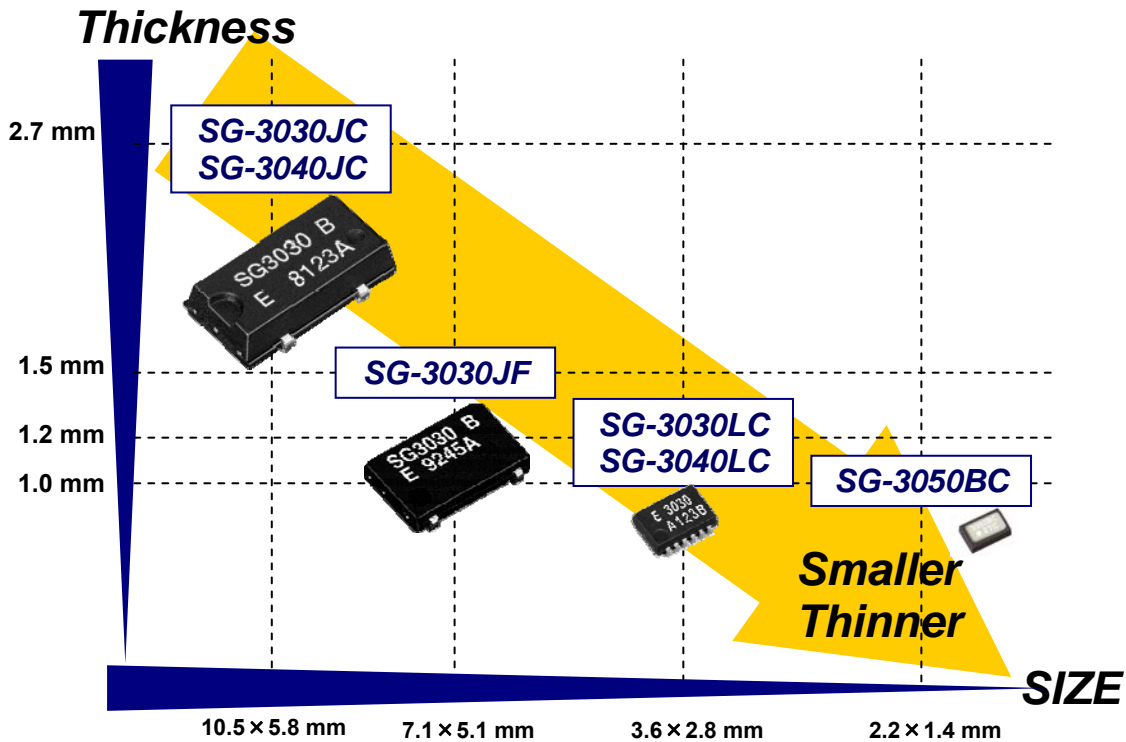 Thickness
2.7 mm
SG-3030JC
SG-3040JC
SG3030 B
E 8123A
1.5 mm
SG-3030JF
1.2 mm
SG-3030LC
SG-3040LC
SG3030 B
E 9245A
1.0 mm
SG-3050BC
E 3030
A123B
Smaller
Thinner
SIZE
10.5×5.8 mm
7.1×5.1 mm
3.6×2.8 mm
2.2×1.4 mm